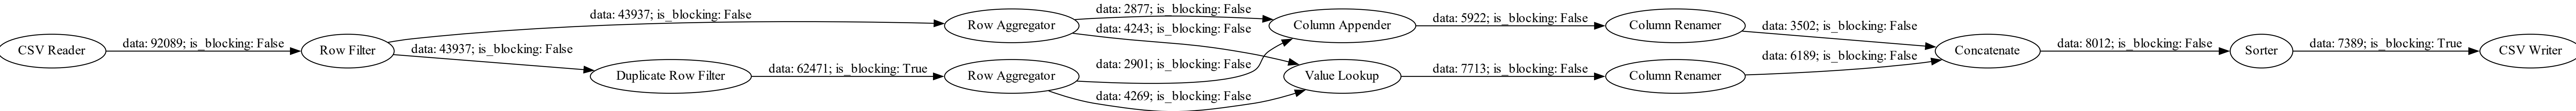 CSV Reader
data: 92089; is_blocking: False
Row Filter
data: 43937; is_blocking: False
data: 43937; is_blocking: False
Duplicate Row Filter
data: 62471; is_blocking: True
Row Aggregator
Row Aggregator
data: 2877; is_blocking: False
data: 4243; is_blocking: False
data: 2901; is_blocking: False
data: 4269; is_blocking: False
Column Appender
Value Lookup
data: 5922; is_blocking: False
data: 7713; is_blocking: False
Column Renamer
Column Renamer
data: 3502; is_blocking: False
data: 6189; is_blocking: False
Concatenate
data: 8012; is_blocking: False
Sorter
data: 7389; is_blocking: True
CSV Writer